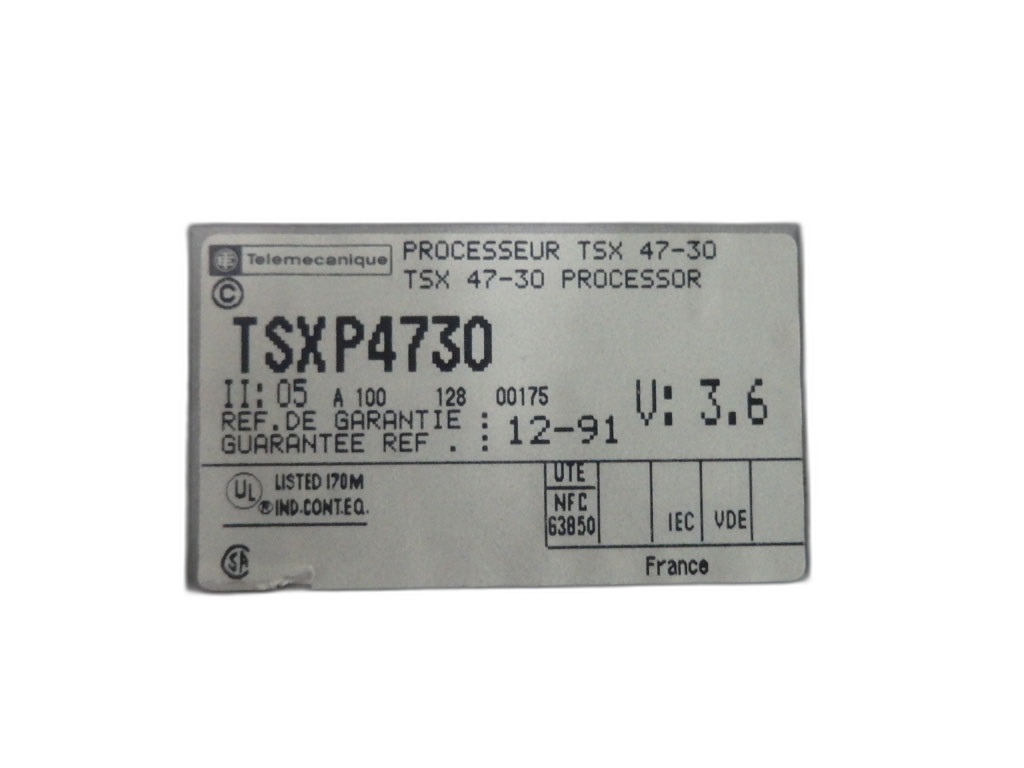 Telemecanique PROCESSEUR TSX 47-30
© TSX 47-30 PROCESSOR
TSXP4730
II: 05 A 100 128 00175
V: 3.6
REF.DE GARANTIE :
GUARANTEE REF . : 12-91
UL LISTED 170M
® IND.CONT.EQ.
UTE
NFC
63850 IEC VDE
SA
France